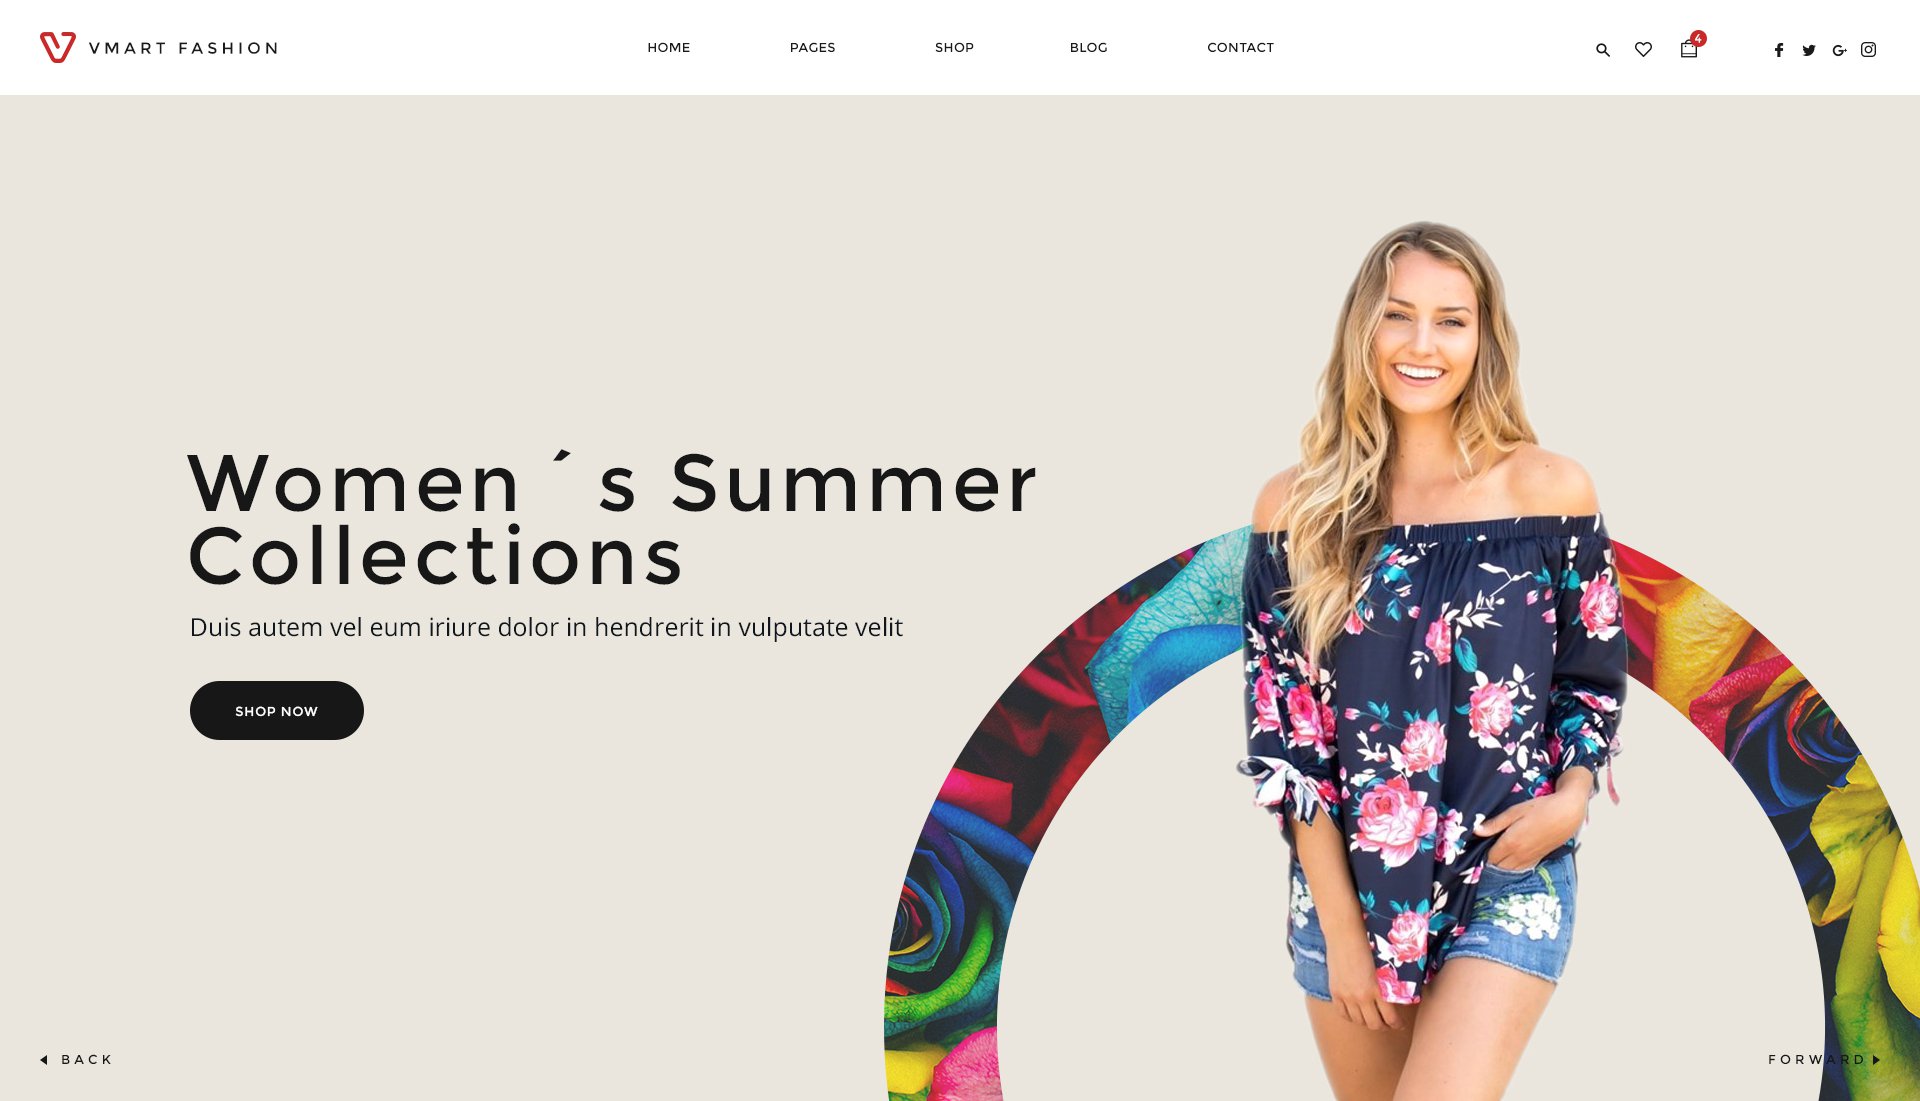 VMART FASHION
HOME PAGES SHOP BLOG CONTACT
4
Women´s Summer
Collections
Duis autem vel eum iriure dolor in hendrerit in vulputate velit
SHOP NOW
BACK
FORWARD